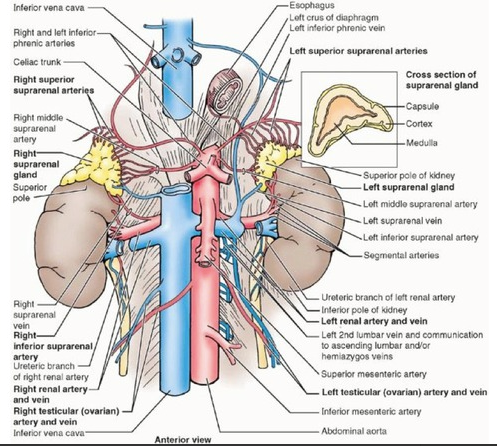 Inferior vena cava
Right and left inferior
phrenic arteries
Celiac trunk
Right superior
suprarenal arteries
Right middle
suprarenal
artery
Right
suprarenal
gland
Superior
pole
Right
suprarenal
vein
Right
inferior suprarenal
artery
Ureteric branch
of right renal artery
Right renal artery
and vein
Right testicular (ovarian)
artery and vein
Inferior vena cava
Esophagus
Left crus of diaphragm
Left inferior phrenic vein
Left superior suprarenal arteries
Cross section of
suprarenal gland
Capsule
Cortex
Medulla
Superior pole of kidney
Left suprarenal gland
Left middle suprarenal artery
Left suprarenal vein
Left inferior suprarenal artery
Segmental arteries
Ureteric branch of left renal artery
Inferior pole of kidney
Left renal artery and vein
Left 2nd lumbar vein and communication
to ascending lumbar and/or
hemiazygos veins
Superior mesenteric artery
Left testicular (ovarian) artery and vein
Inferior mesenteric artery
Abdominal aorta
Anterior view